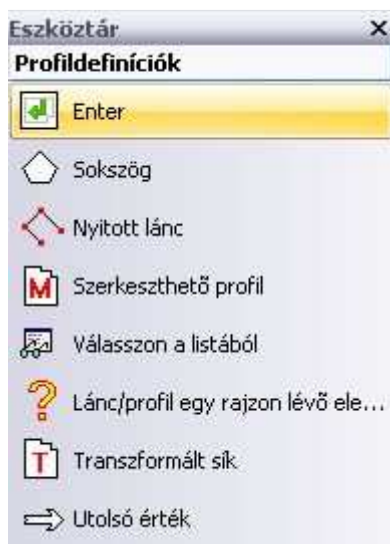 Eszköztár
Profildefiníciók
Enter
Sokszög
Nyitott lánc
M Szerkeszthető profil
Válasszon a listából
Lánc/profil egy rajzon lévő ele...
T Transzformált sík
Utolsó érték